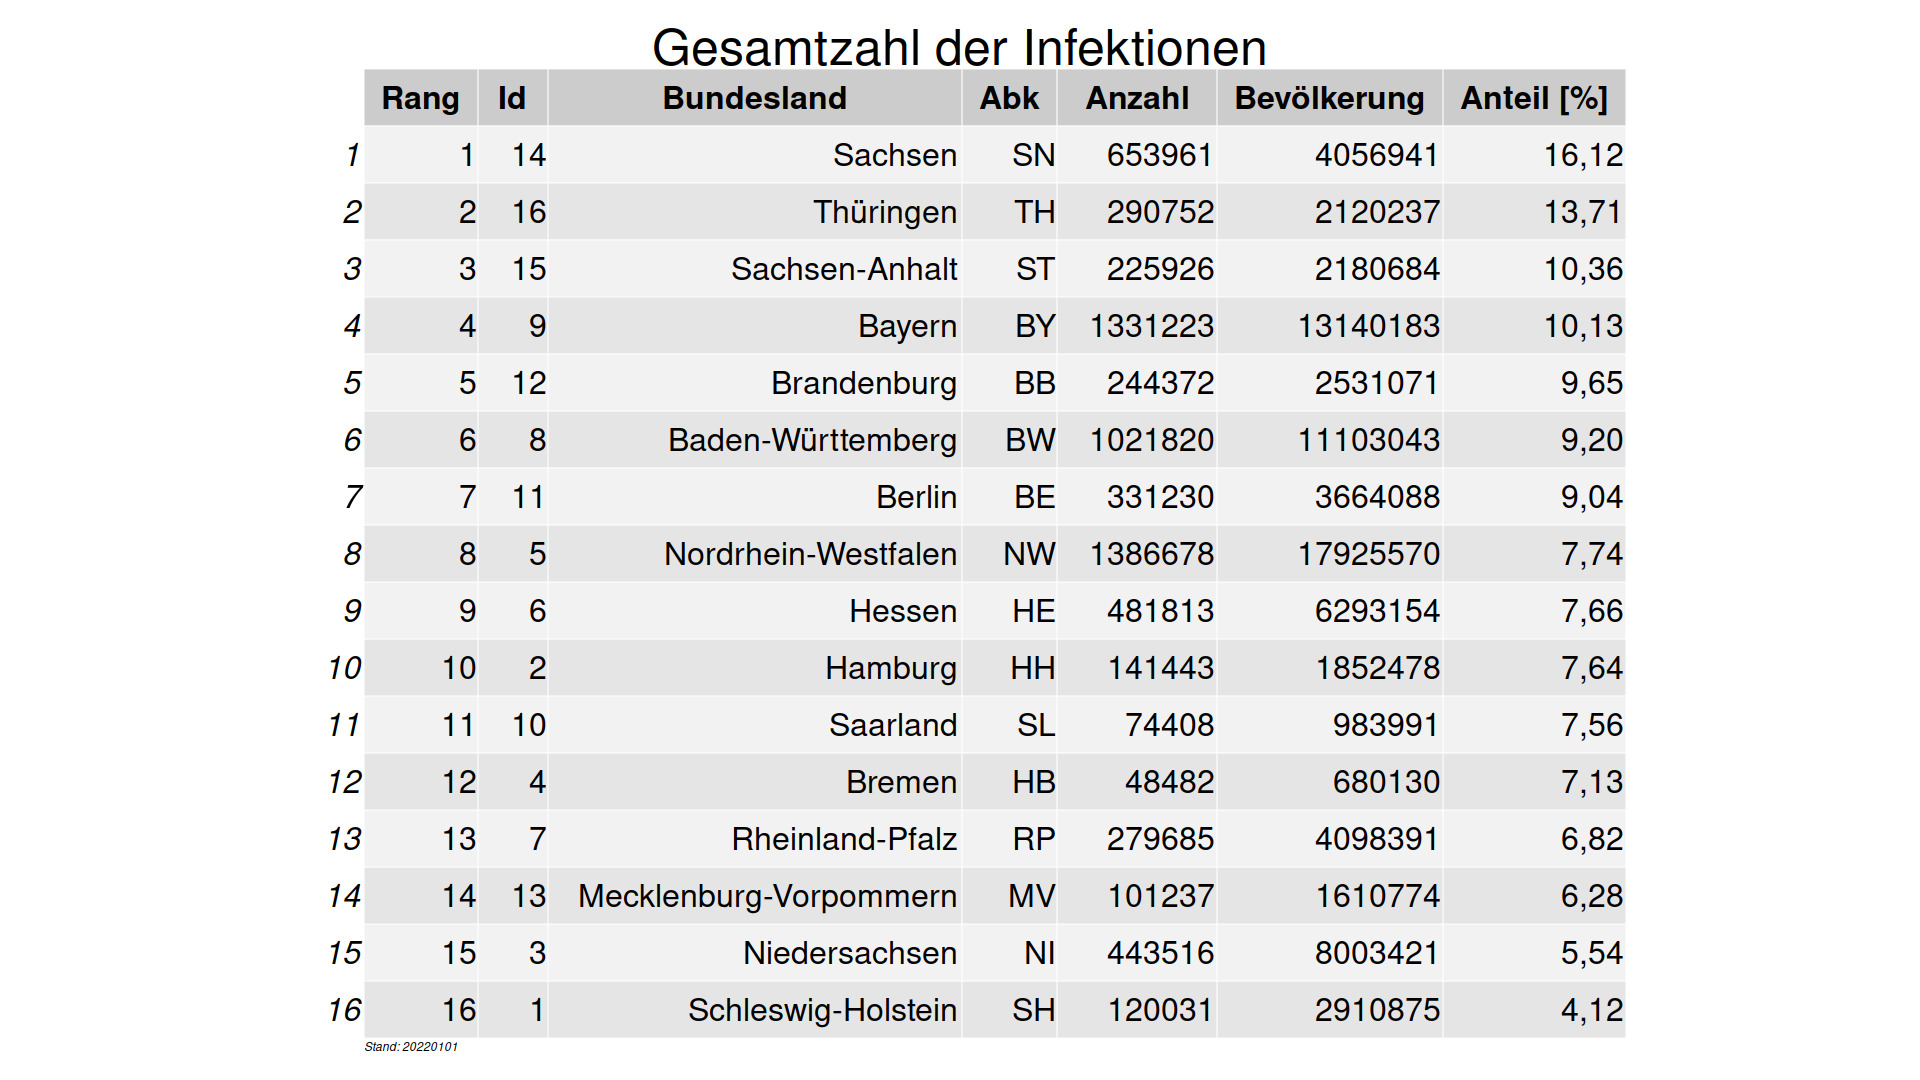 Gesamtzahl der Infektionen
Rang Id Bundesland Abk Anzahl Bevölkerung Anteil [%]
1 1 14 Sachsen SN 653961 4056941 16,12
2 2 16 Thüringen TH 290752 2120237 13,71
3 3 15 Sachsen-Anhalt ST 225926 2180684 10,36
4 4 9 Bayern BY 1331223 13140183 10,13
5 5 12 Brandenburg BB 244372 2531071 9,65
6 6 8 Baden-Württemberg BW 1021820 11103043 9,20
7 7 11 Berlin BE 331230 3664088 9,04
8 8 5 Nordrhein-Westfalen NW 1386678 17925570 7,74
9 9 6 Hessen HE 481813 6293154 7,66
10 10 2 Hamburg HH 141443 1852478 7,64
11 11 10 Saarland SL 74408 983991 7,56
12 12 4 Bremen HB 48482 680130 7,13
13 13 7 Rheinland-Pfalz RP 279685 4098391 6,82
14 14 13 Mecklenburg-Vorpommern MV 101237 1610774 6,28
15 15 3 Niedersachsen NI 443516 8003421 5,54
16 16 1 Schleswig-Holstein SH 120031 2910875 4,12
Stand: 20220101